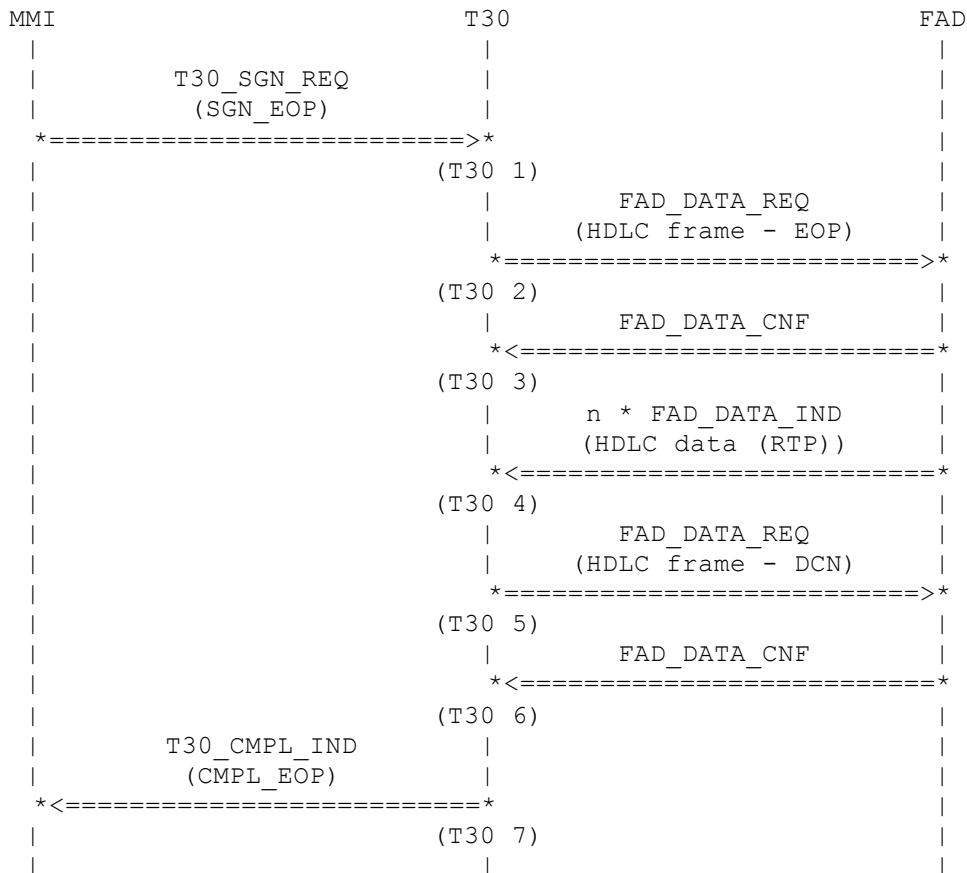 MMI T30 FAD
T30_SGN_REQ
(SGN_EOP)
(T30 1)
FAD_DATA_REQ
(HDLC frame - EOP)
(T30 2)
FAD_DATA_CNF
(T30 3)
n * FAD_DATA_IND
(HDLC data (RTP))
(T30 4)
FAD_DATA_REQ
(HDLC frame - DCN)
(T30 5)
FAD_DATA_CNF
(T30 6)
T30_CMPL_IND
(CMPL_EOP)
(T30 7)